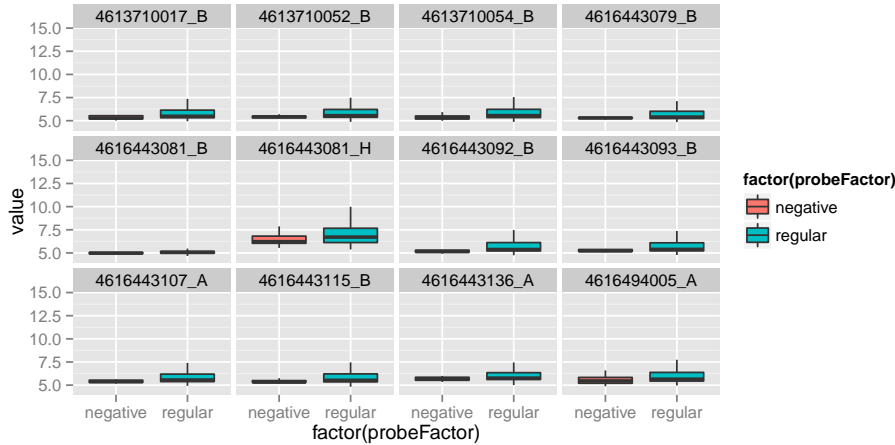 4613710017_B 4613710052_B 4613710054_B 4616443079_B
15.0
12.5
10.0
7.5
5.0
4616443081_B 4616443081_H 4616443092_B 4616443093_B
15.0
12.5
10.0
7.5
5.0
4616443107_A 4616443115_B 4616443136_A 4616494005_A
15.0
12.5
10.0
7.5
5.0
value
negative regular negative regular negative regular negative regular
factor(probeFactor)
factor(probeFactor)
negative
regular